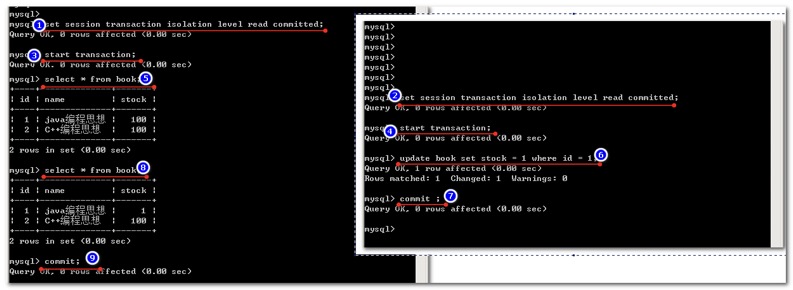 mysql>
mysql> set session transaction isolation level read committed;
Query OK, 0 rows affected (0.00 sec)
mysql> start transaction;
Query OK, 0 rows affected (0.00 sec)
mysql> select * from book;
+----+--------------+-------+
| id | name | stock |
+----+--------------+-------+
| 1 | java编程思想 | 100 |
| 2 | C++编程思想 | 100 |
+----+--------------+-------+
2 rows in set (0.00 sec)
mysql> select * from book;
+----+--------------+-------+
| id | name | stock |
+----+--------------+-------+
| 1 | java编程思想 | 1 |
| 2 | C++编程思想 | 100 |
+----+--------------+-------+
2 rows in set (0.00 sec)
mysql> commit;
Query OK, 0 rows affected (0.00 sec)
1
3
5
8
9
mysql>
mysql>
mysql>
mysql>
mysql>
mysql>
mysql>
mysql> set session transaction isolation level read committed;
Query OK, 0 rows affected (0.00 sec)
mysql> start transaction;
Query OK, 0 rows affected (0.00 sec)
mysql> update book set stock = 1 where id = 1;
Query OK, 1 row affected (0.00 sec)
Rows matched: 1 Changed: 1 Warnings: 0
mysql> commit ;
Query OK, 0 rows affected (0.00 sec)
mysql>
2
4
6
7